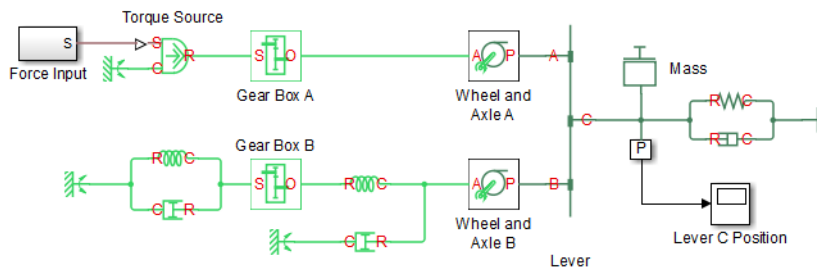 Torque Source
S
S
C
R
Force Input
S
O
Gear Box A
A
P
Wheel and
Axle A
A
Mass
C
R
C
R
C
P
Lever C Position
Gear Box B
R
C
C
R
S
O
R
C
C
R
A
P
Wheel and
Axle B
B
Lever